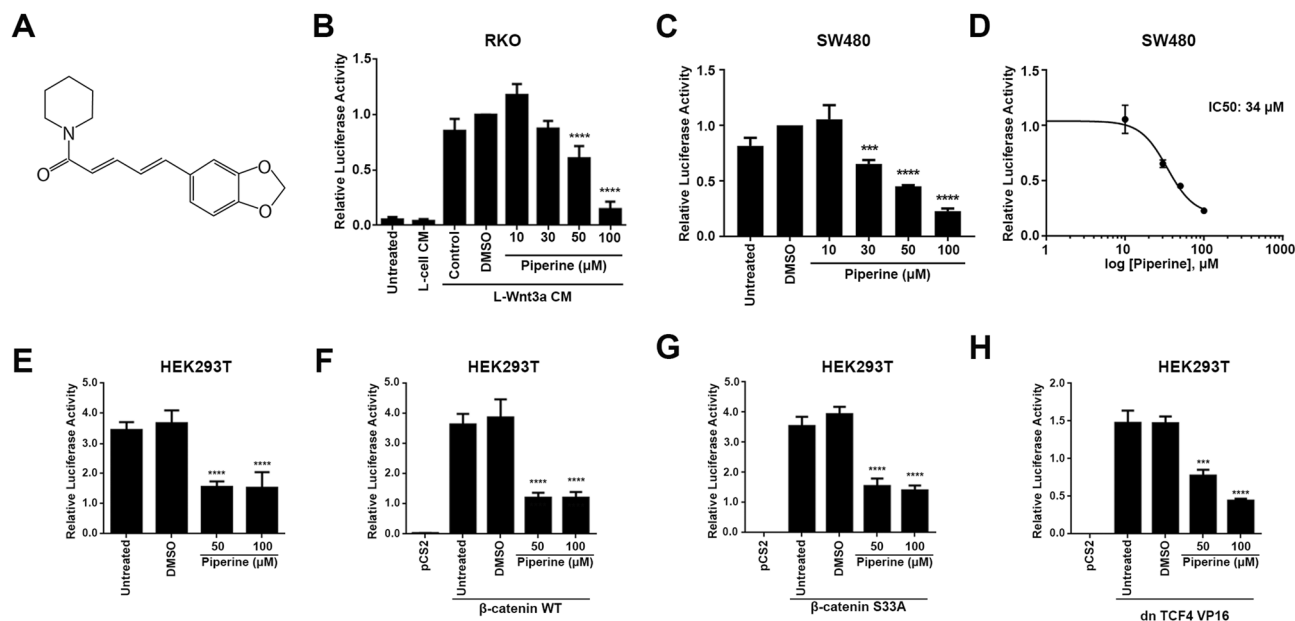 A
N
O
O
O
B
RKO
Relative Luciferase Activity
1.5
1.0
0.5
0.0
****
****
Untreated
L-cell CM
Control
DMSO
10 30 50 100
Piperine (µM)
L-Wnt3a CM
C
SW480
Relative Luciferase Activity
1.5
1.0
0.5
0.0
***
****
****
Untreated
DMSO
10 30 50 100
Piperine (µM)
D
SW480
Relative Luciferase Activity
1.5
1.0
0.5
0.0
IC50: 34 µM
1 10 100 1000
log [Piperine], µM
E
HEK293T
Relative Luciferase Activity
5.0
4.0
3.0
2.0
1.0
0.0
****
****
Untreated
DMSO
50 100
Piperine (µM)
F
HEK293T
Relative Luciferase Activity
5.0
4.0
3.0
2.0
1.0
0.0
****
****
pCS2
Untreated
DMSO
50 100
Piperine (µM)
β-catenin WT
G
HEK293T
Relative Luciferase Activity
5.0
4.0
3.0
2.0
1.0
0.0
****
****
pCS2
Untreated
DMSO
50 100
Piperine (µM)
β-catenin S33A
H
HEK293T
Relative Luciferase Activity
2.0
1.5
1.0
0.5
0.0
***
****
pCS2
Untreated
DMSO
50 100
Piperine (µM)
dn TCF4 VP16